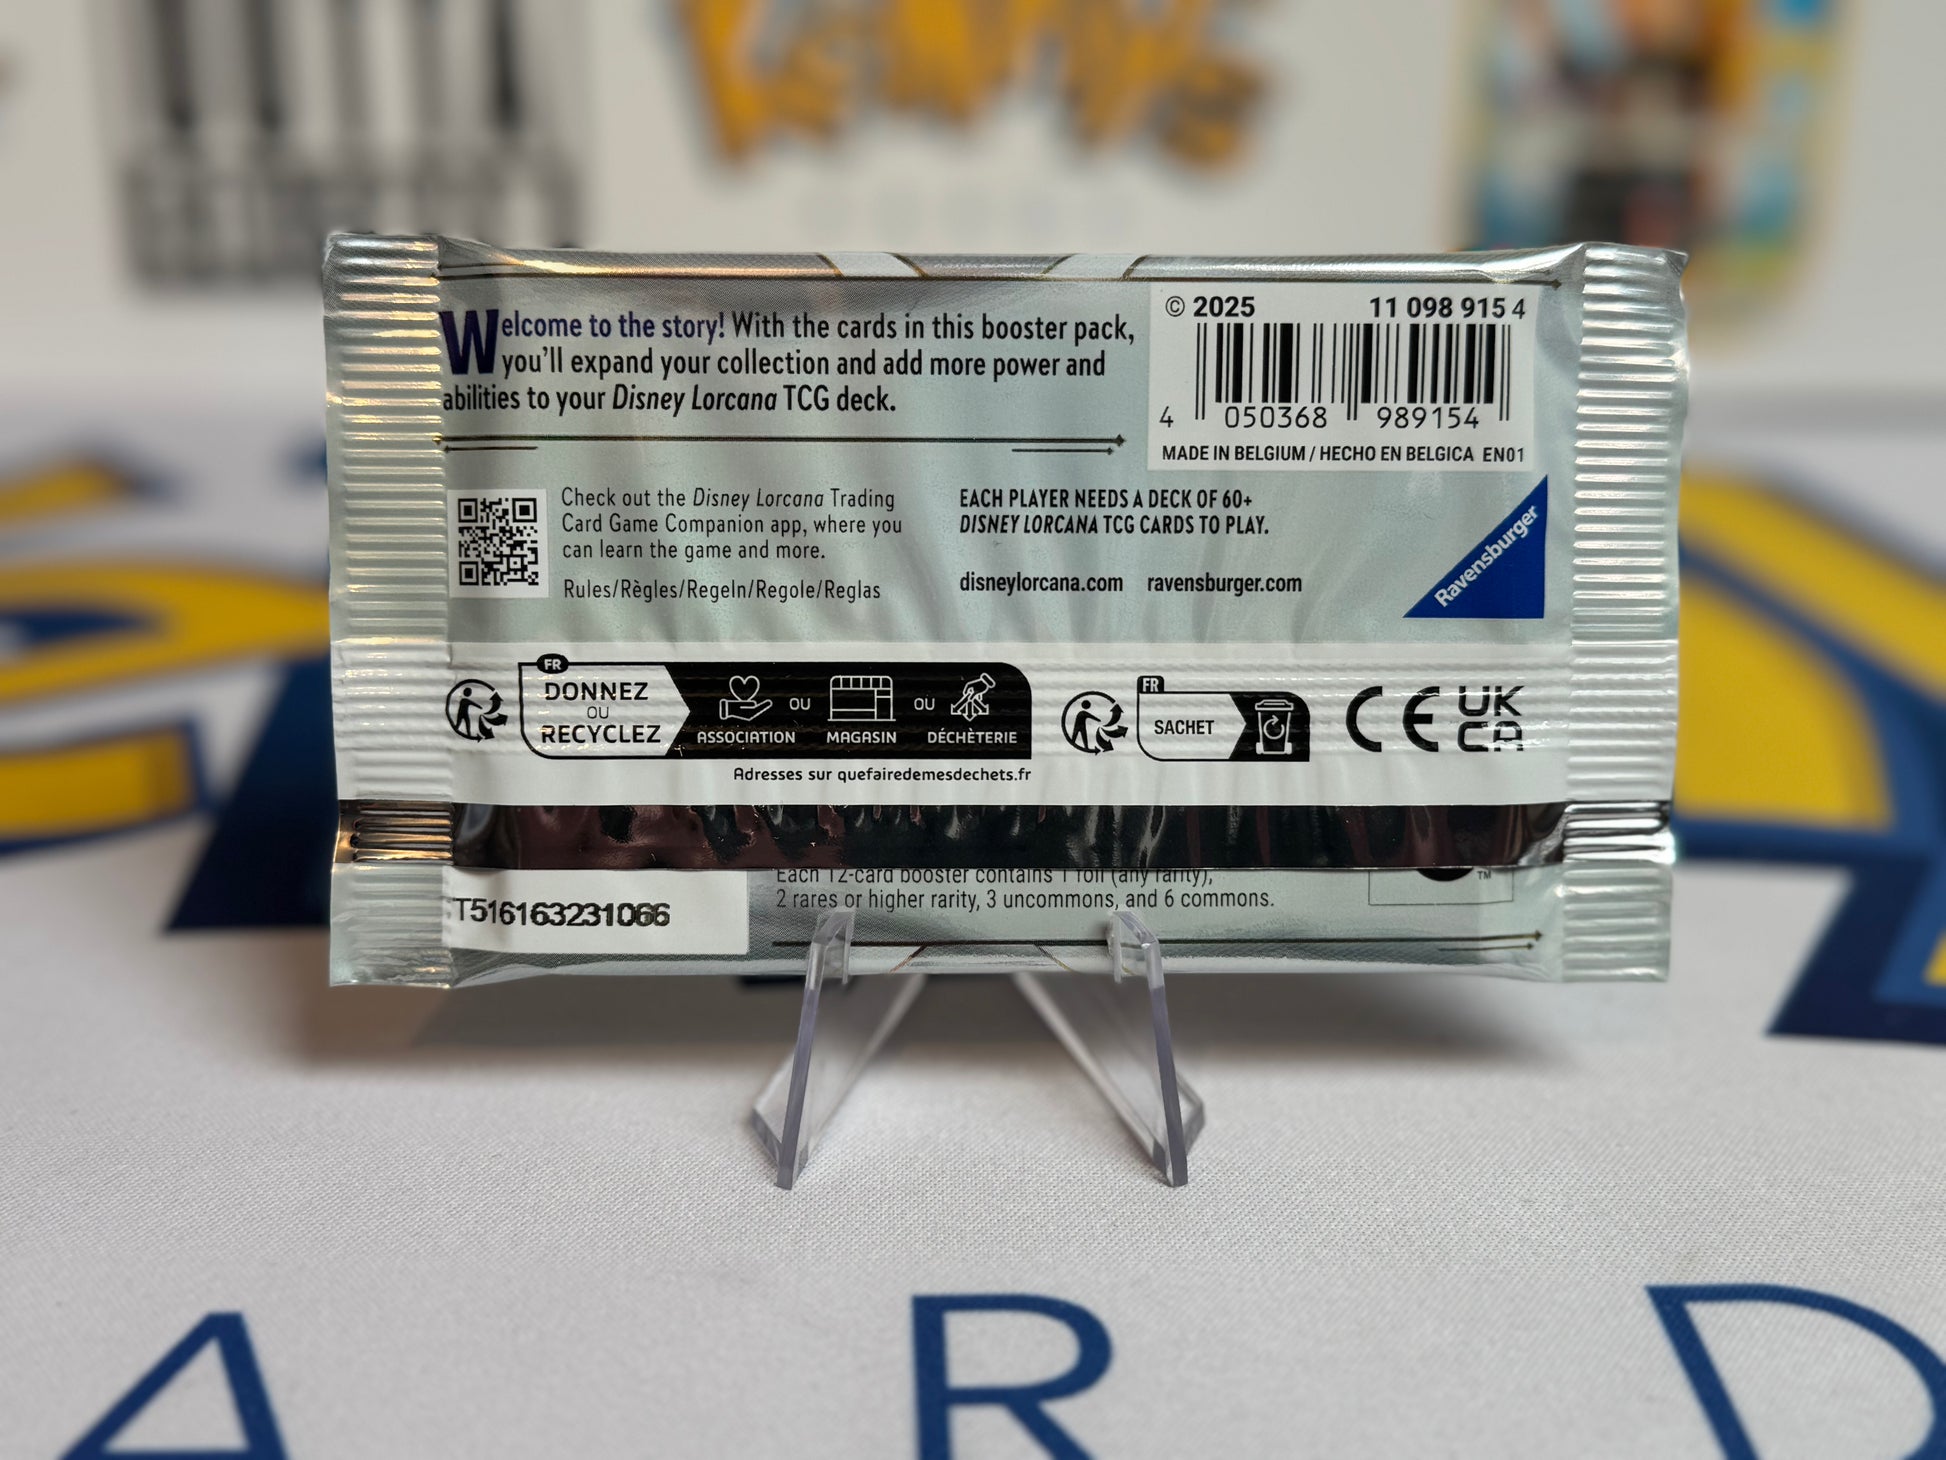 Welcome to the story! With the cards in this booster pack,
you'll expand your collection and add more power and
abilities to your Disney Lorcana TCG deck.
© 2025 11 098 915 4
4 050368 989154
MADE IN BELGIUM / HECHO EN BELGICA EN01
Check out the Disney Lorcana Trading
Card Game Companion app, where you
can learn the game and more.
Rules/Règles/Regeln/Regole/Reglas
EACH PLAYER NEEDS A DECK OF 60+
DISNEY LORCANA TCG CARDS TO PLAY.
disneylorcana.com ravensburger.com
Ravensburger
FR
DONNEZ
OU
RECYCLEZ
ASSOCIATION OU MAGASIN OU DÉCHÈTERIE
Adresses sur quefairedemesdechets.fr
FR
SACHET
CE
UK
CA
Each 12-card booster contains 1 foil (any rarity),
2 rares or higher rarity, 3 uncommons, and 6 commons.
TM
T516163231066
A R D